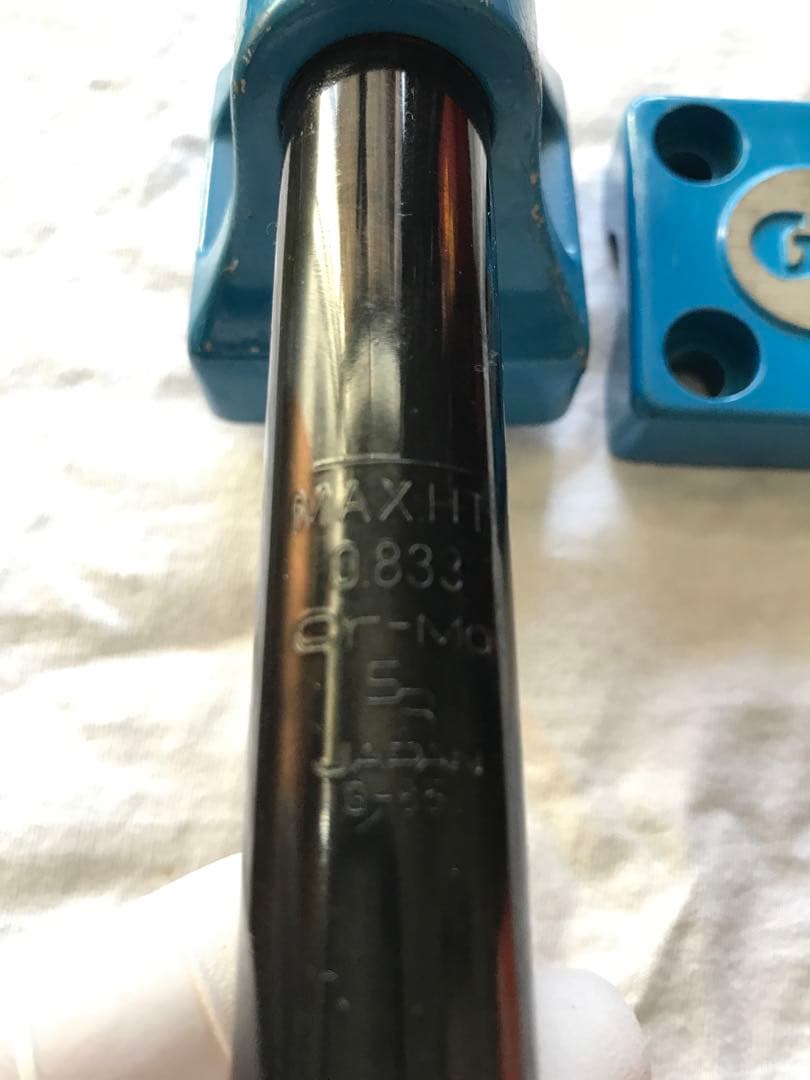 MAX.HT
0.833
Cr-Mo
SR
JAPAN